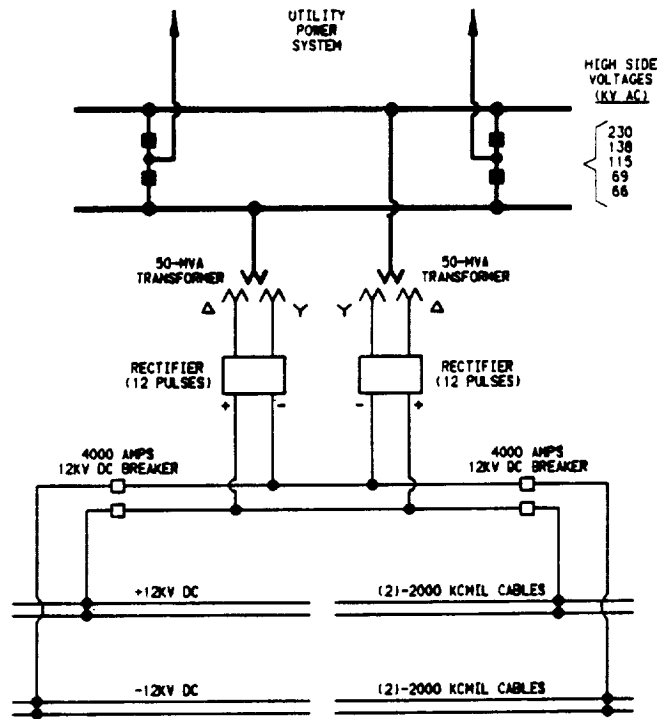 UTILITY
POWER
SYSTEM
HIGH SIDE
VOLTAGES
(KV AC)
230
138
115
69
66
50-MVA
TRANSFORMER
50-MVA
TRANSFORMER
Δ
Y
Y
Δ
RECTIFIER
(12 PULSES)
RECTIFIER
(12 PULSES)
+
-
-
+
4000 AMPS
12KV DC BREAKER
4000 AMPS
12KV DC BREAKER
+12KV DC
(2)-2000 KCMIL CABLES
-12KV DC
(2)-2000 KCMIL CABLES